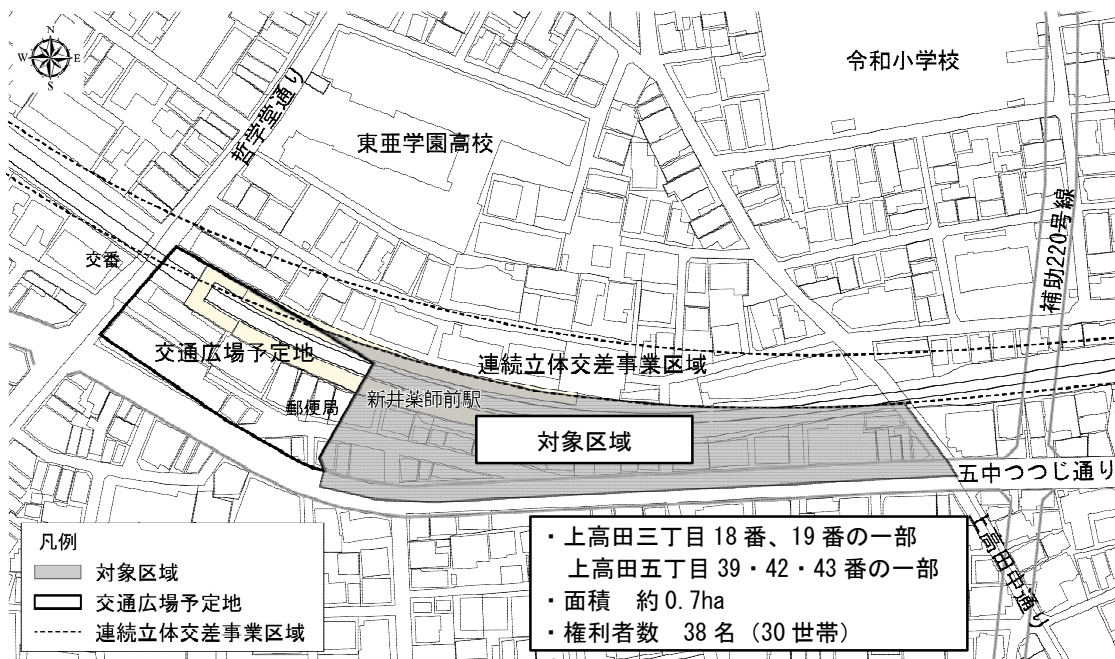 N
W E
S
令和小学校
哲学堂通り
東亜学園高校
補助220号線
交番
交通広場予定地
連続立体交差事業区域
郵便局
新井薬師前駅
対象区域
五中つつじ通り
上高田中通り
凡例
対象区域
交通広場予定地
連続立体交差事業区域
・上高田三丁目18番、19番の一部
上高田五丁目39・42・43番の一部
・面積 約0.7ha
・権利者数 38名（30世帯）